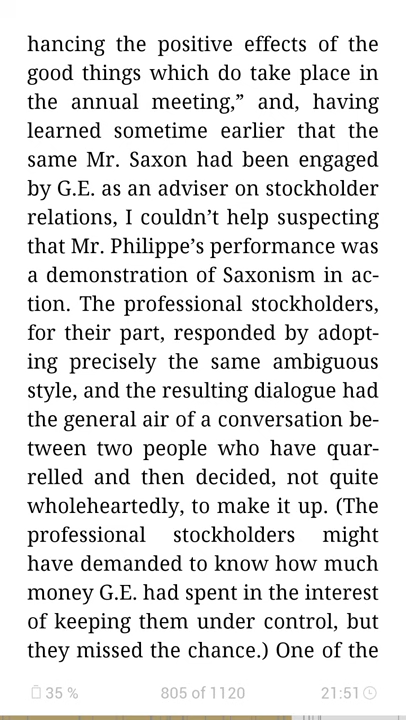 hancing the positive effects of the
good things which do take place in
the annual meeting,” and, having
learned sometime earlier that the
same Mr. Saxon had been engaged
by G.E. as an adviser on stockholder
relations, I couldn’t help suspecting
that Mr. Philippe’s performance was
a demonstration of Saxonism in ac-
tion. The professional stockholders,
for their part, responded by adopt-
ing precisely the same ambiguous
style, and the resulting dialogue had
the general air of a conversation be-
tween two people who have quar-
relled and then decided, not quite
wholeheartedly, to make it up. (The
professional stockholders might
have demanded to know how much
money G.E. had spent in the interest
of keeping them under control, but
they missed the chance.) One of the
35 % 805 of 1120 21:51